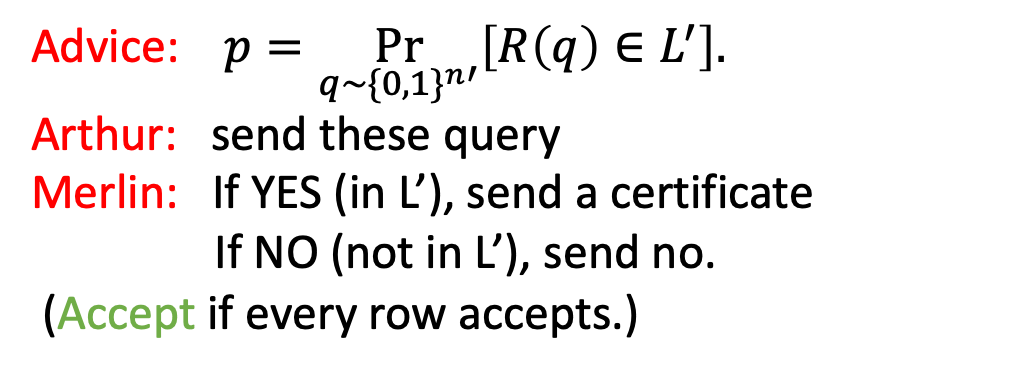 Advice: p = Pr [R(q) ∈ L′].
q~{0,1}ⁿ′
Arthur: send these query
Merlin: If YES (in L’), send a certificate
If NO (not in L’), send no.
(Accept if every row accepts.)